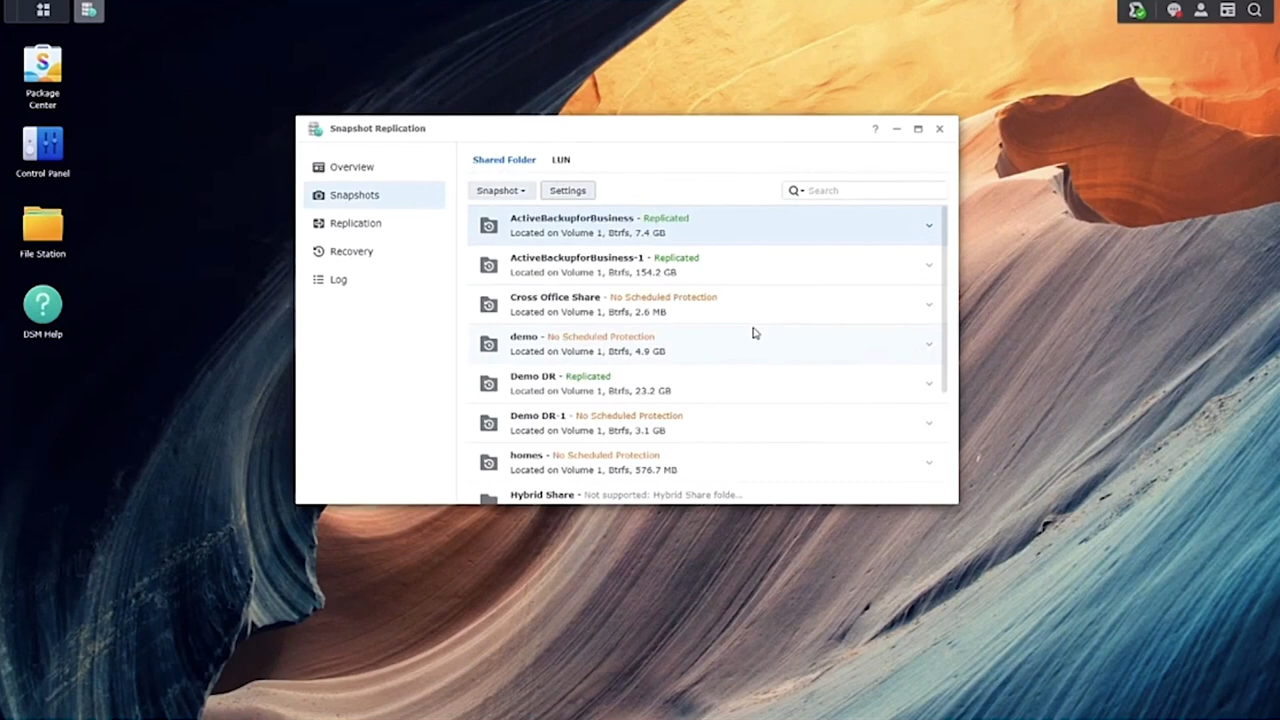 Package
Center
Control Panel
File Station
?
DSM Help
Snapshot Replication
?
Overview
Snapshots
Replication
Recovery
Log
Shared Folder LUN
Snapshot Settings Search
ActiveBackupforBusiness - Replicated
Located on Volume 1, Btrfs, 7.4 GB
ActiveBackupforBusiness-1 - Replicated
Located on Volume 1, Btrfs, 154.2 GB
Cross Office Share - No Scheduled Protection
Located on Volume 1, Btrfs, 2.6 MB
demo - No Scheduled Protection
Located on Volume 1, Btrfs, 4.9 GB
Demo DR - Replicated
Located on Volume 1, Btrfs, 23.2 GB
Demo DR-1 - No Scheduled Protection
Located on Volume 1, Btrfs, 3.1 GB
homes - No Scheduled Protection
Located on Volume 1, Btrfs, 576.7 MB
Hybrid Share - Not supported: Hybrid Share folde...